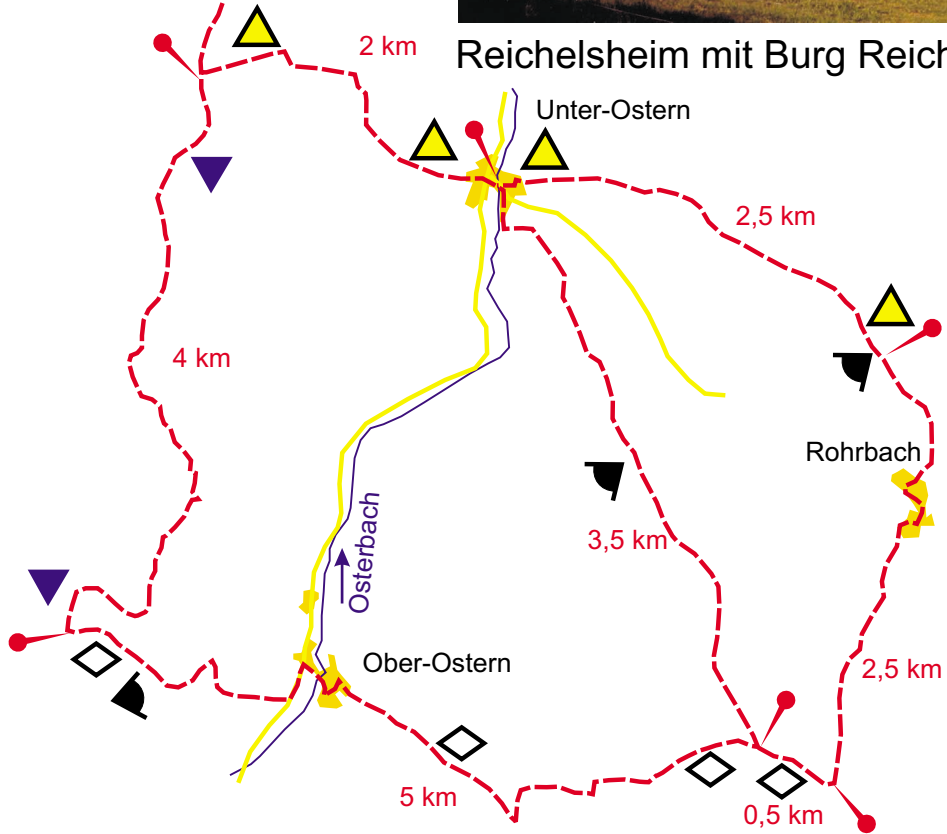 Reichelsheim mit Burg Reich
2 km
Unter-Ostern
2,5 km
4 km
Rohrbach
3,5 km
Osterbach
Ober-Ostern
2,5 km
5 km
0,5 km